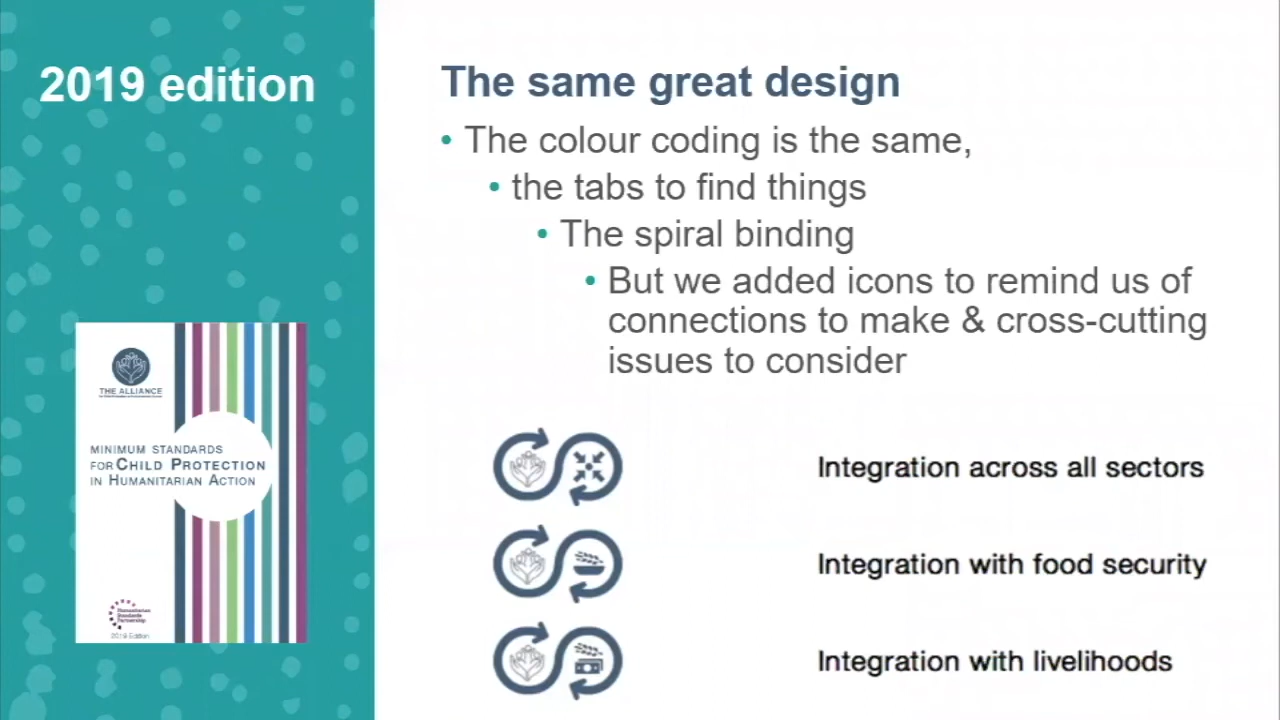 2019 edition
The same great design
• The colour coding is the same,
• the tabs to find things
• The spiral binding
• But we added icons to remind us of
connections to make & cross-cutting
issues to consider
THE ALLIANCE
MINIMUM STANDARDS
FOR CHILD PROTECTION
IN HUMANITARIAN ACTION
Humanitarian
Standards
Partnership
2019 Edition
Integration across all sectors
Integration with food security
Integration with livelihoods